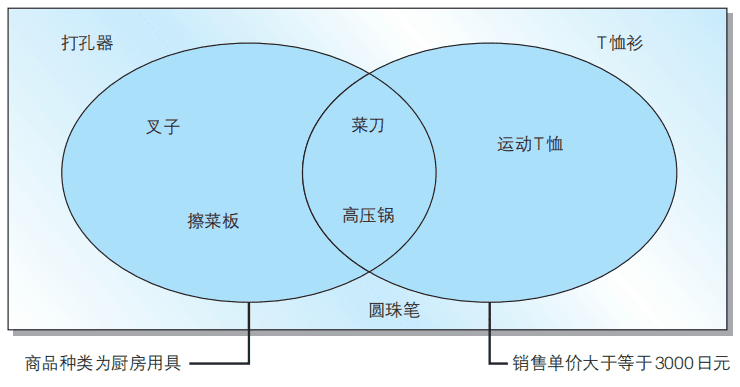 打孔器
T恤衫
叉子
菜刀
运动T恤
擦菜板
高压锅
圆珠笔
商品种类为厨房用具
销售单价大于等于3000日元